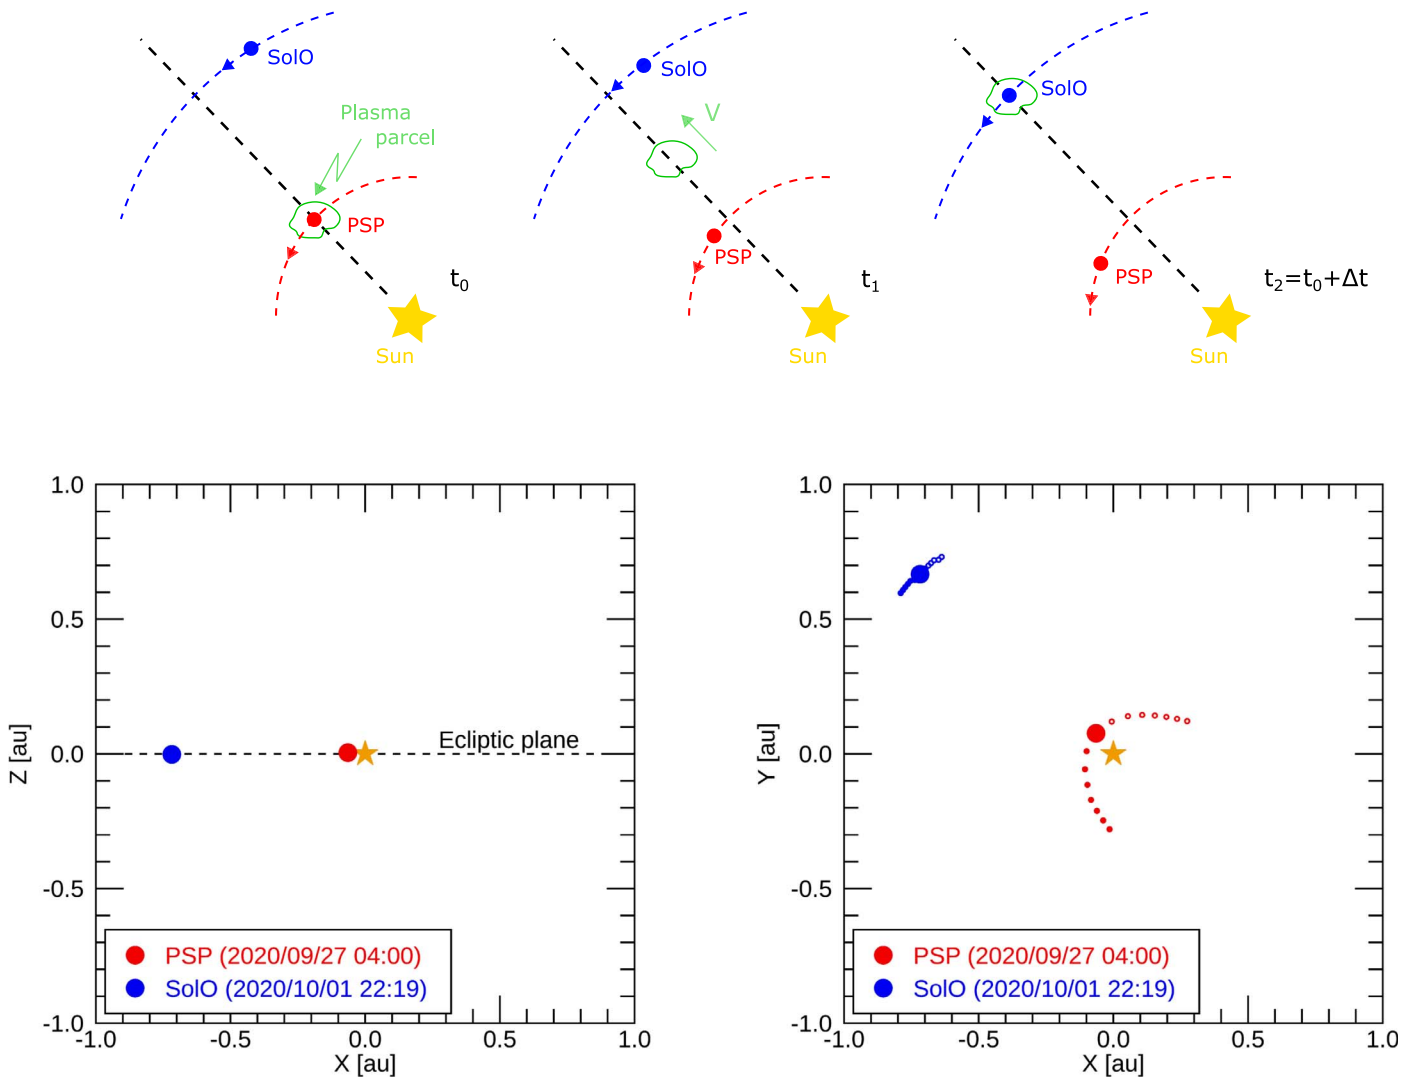 SolO
Plasma
parcel
PSP
t₀
Sun
SolO
V
PSP
t₁
Sun
SolO
PSP
t₂=t₀+Δt
Sun
1.0
0.5
0.0
-0.5
-1.0
Z [au]
Ecliptic plane
PSP (2020/09/27 04:00)
SolO (2020/10/01 22:19)
-1.0
-0.5
0.0
0.5
1.0
X [au]
1.0
0.5
0.0
-0.5
-1.0
Y [au]
PSP (2020/09/27 04:00)
SolO (2020/10/01 22:19)
-1.0
-0.5
0.0
0.5
1.0
X [au]